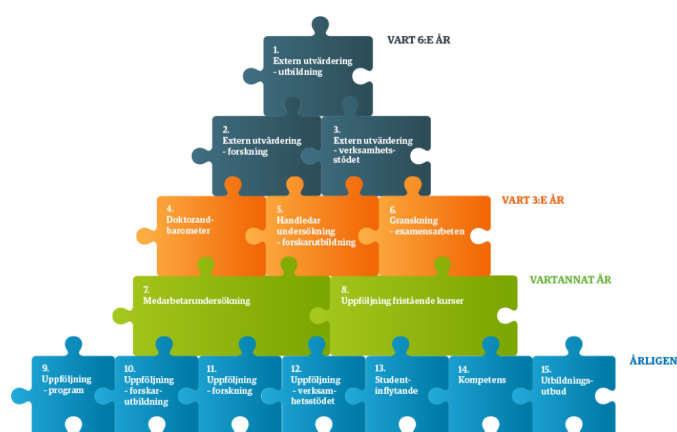 VART 6:E ÅR
1.
Extern utvärdering
- utbildning
2.
Extern utvärdering
- forskning
3.
Extern utvärdering
- verksamhets-
stödet
VART 3:E ÅR
4.
Doktorand-
barometer
5.
Handledar
undersökning
- forskarutbildning
6.
Granskning
- examensarbeten
VARTANNAT ÅR
7.
Medarbetarundersökning
8.
Uppföljning fristående kurser
ÅRLIGEN
9.
Uppföljning
- program
10.
Uppföljning
- forskar-
utbildning
11.
Uppföljning
- forskning
12.
Uppföljning
- verksam-
hetsstödet
13.
Student-
inflytande
14.
Kompetens
15.
Utbildnings-
utbud